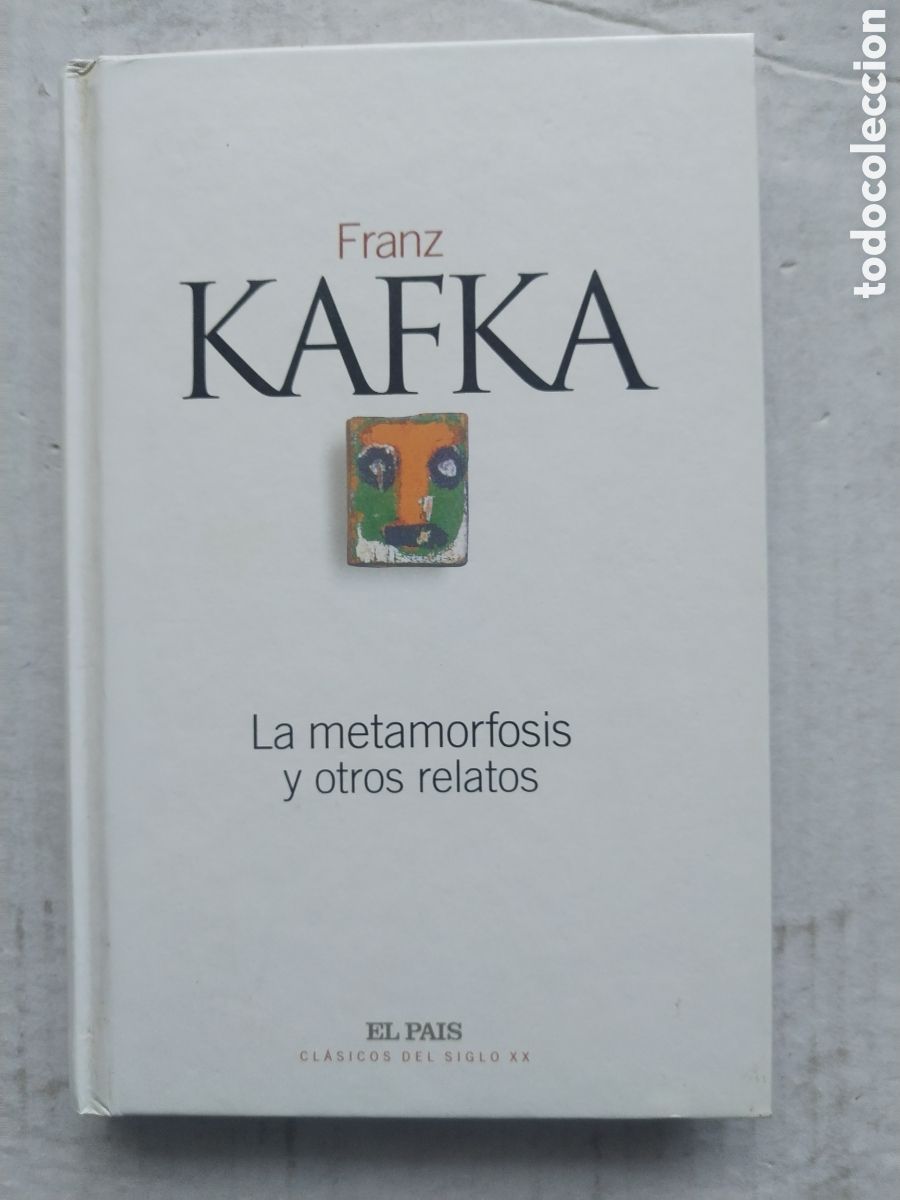 Franz
KAFKA
La metamorfosis
y otros relatos
EL PAIS
CLÁSICOS DEL SIGLO XX
todocoleccion